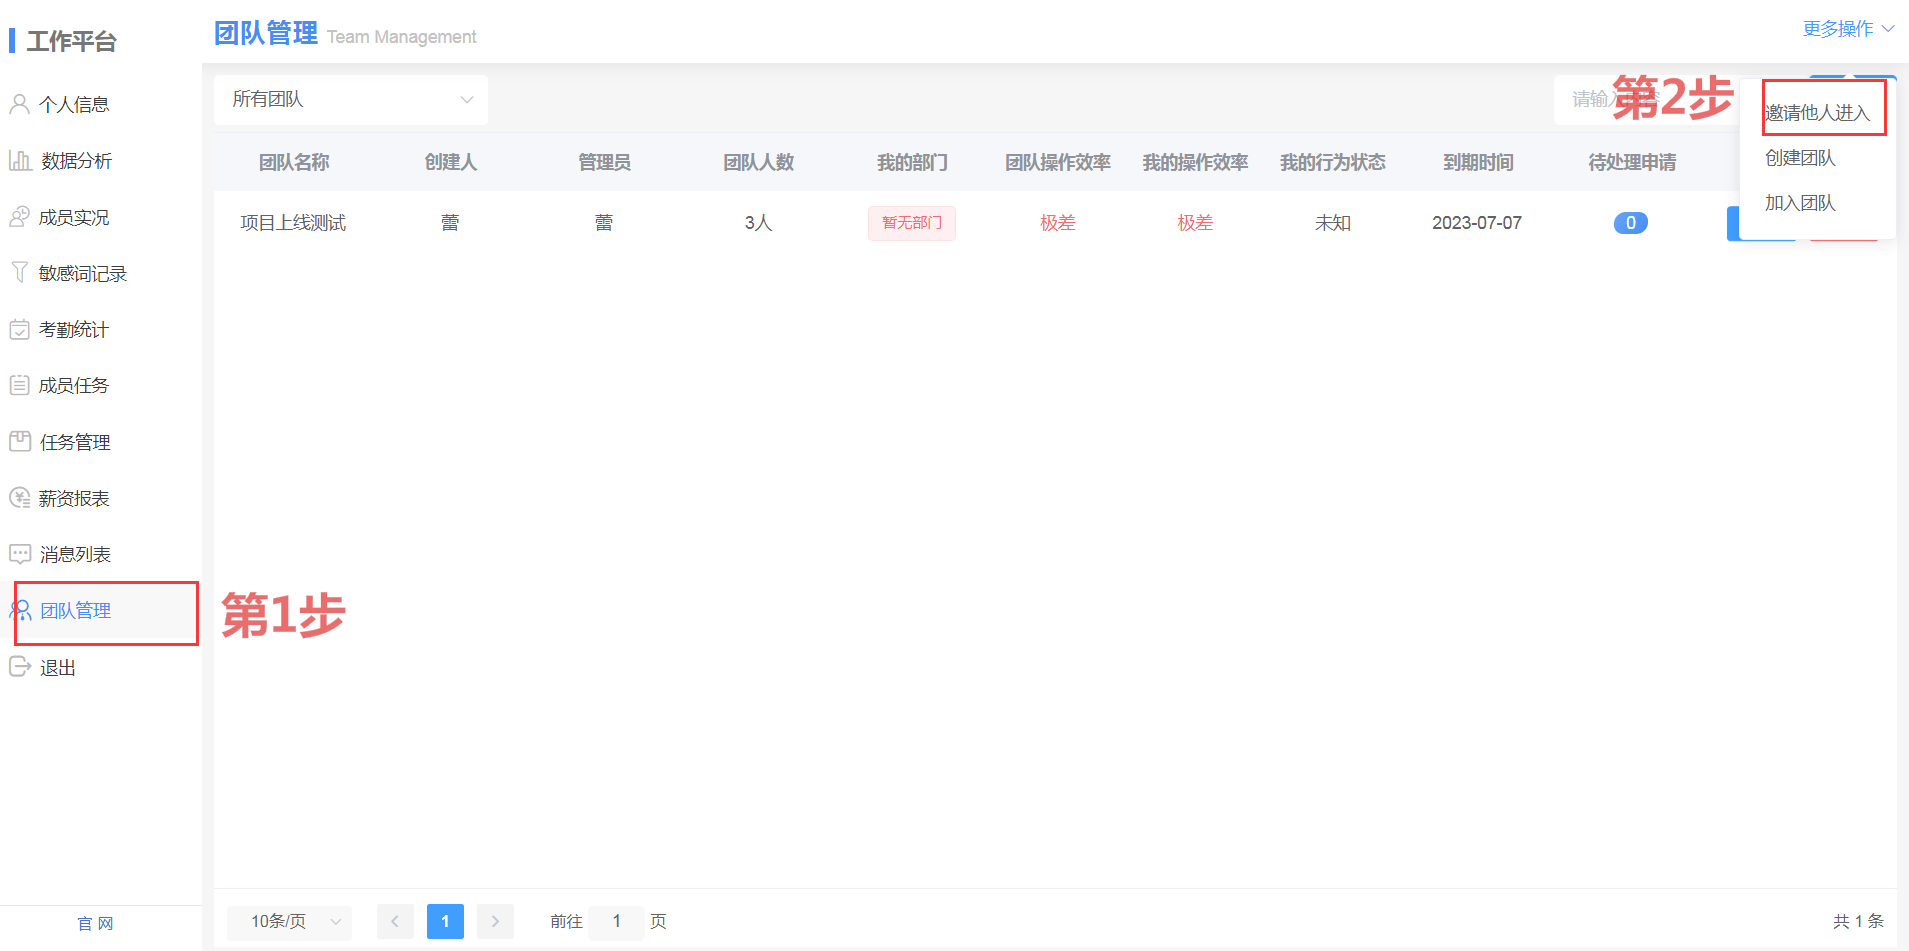 工作平台
个人信息
数据分析
成员实况
敏感词记录
考勤统计
成员任务
任务管理
薪资报表
消息列表
团队管理
退出
官 网
团队管理 Team Management
更多操作
所有团队
请输入
第2步
邀请他人进入
创建团队
加入团队
团队名称 创建人 管理员 团队人数 我的部门 团队操作效率 我的操作效率 我的行为状态 到期时间 待处理申请
项目上线测试 蕾 蕾 3人 暂无部门 极差 极差 未知 2023-07-07 0
第1步
10条/页 1 前往 1 页
共 1 条